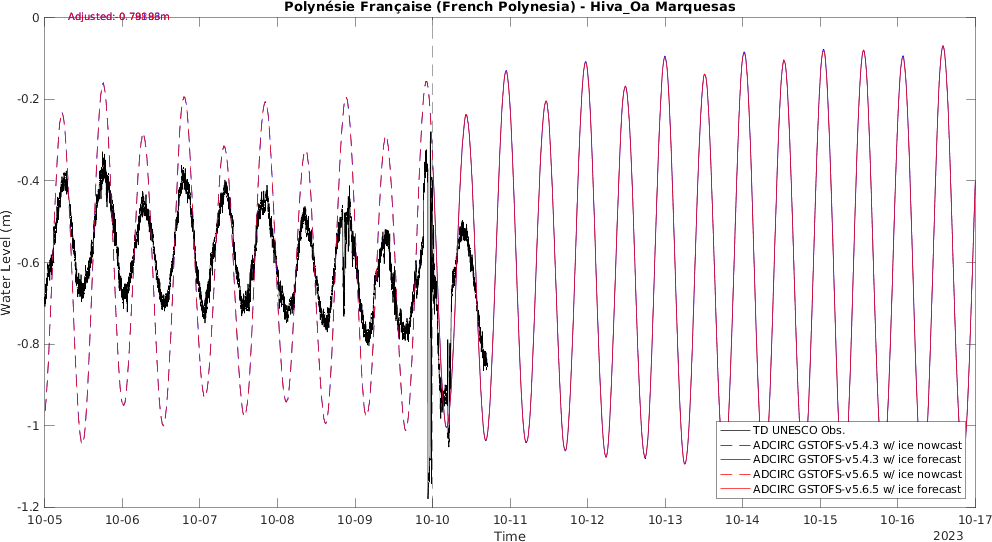 Polynésie Française (French Polynesia) - Hiva_Oa Marquesas
Adjusted:
0
-0.2
-0.4
-0.6
-0.8
-1
-1.2
Water Level (m)
TD UNESCO Obs.
ADCIRC GSTOFS-v5.4.3 w/ ice nowcast
ADCIRC GSTOFS-v5.4.3 w/ ice forecast
ADCIRC GSTOFS-v5.6.5 w/ ice nowcast
ADCIRC GSTOFS-v5.6.5 w/ ice forecast
10-05 10-06 10-07 10-08 10-09 10-10 10-11 10-12 10-13 10-14 10-15 10-16 10-17
Time
2023